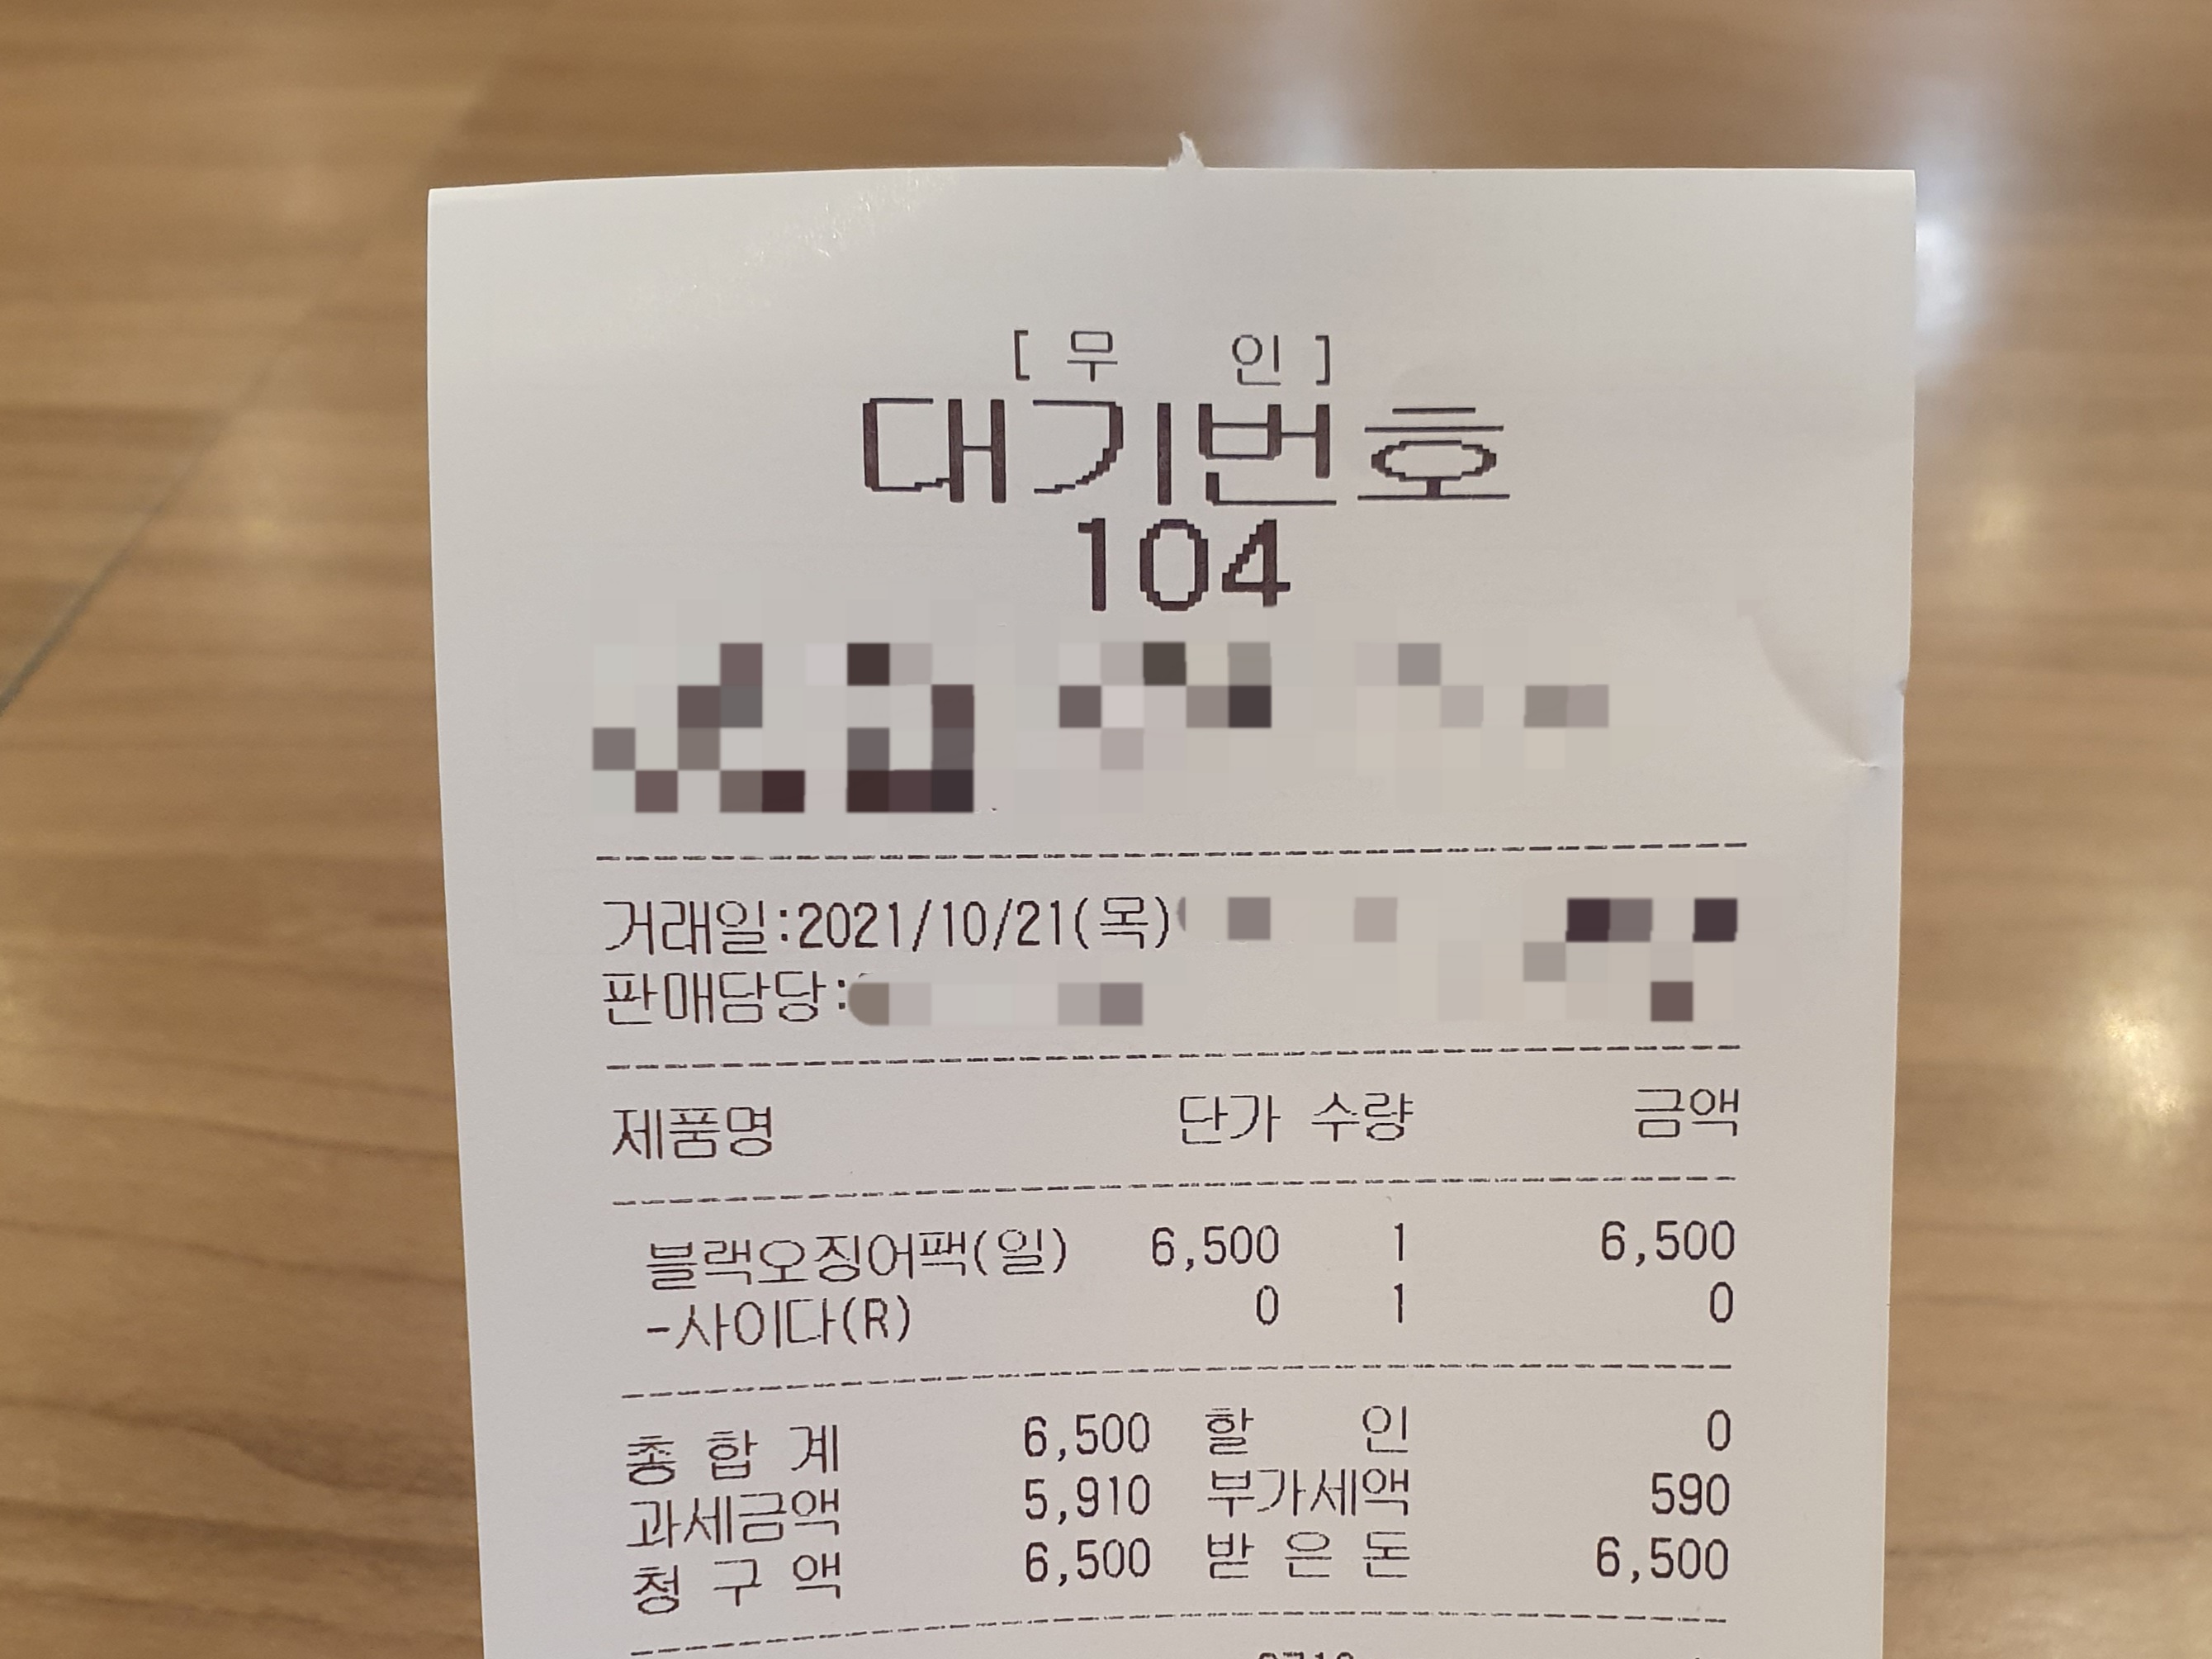 [무 인]
대기번호
104
거래일:2021/10/21(목)
판매담당:
제품명 단가 수량 금액
블랙오징어팩(일) 6,500 1 6,500
-사이다(R) 0 1 0
총 합 계 6,500 할 인 0
과세금액 5,910 부가세액 590
청 구 액 6,500 받 은 돈 6,500